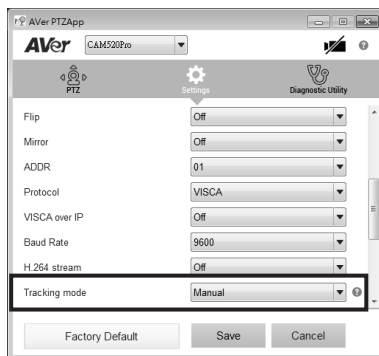 AVer PTZApp
AVer CAM520Pro
PTZ Settings Diagnostic Utility
Flip Off
Mirror Off
ADDR 01
Protocol VISCA
VISCA over IP Off
Baud Rate 9600
H.264 stream Off
Tracking mode Manual
Factory Default Save Cancel